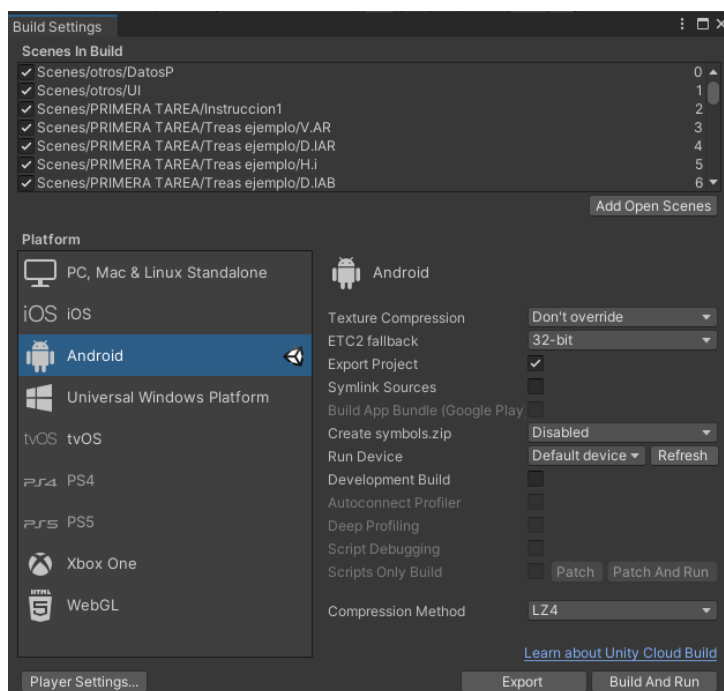 Build Settings
Scenes In Build
Scenes/otros/DatosP 0
Scenes/otros/UI 1
Scenes/PRIMERA TAREA/Instruccion1 2
Scenes/PRIMERA TAREA/Treas ejemplo/V.AR 3
Scenes/PRIMERA TAREA/Treas ejemplo/D.IAR 4
Scenes/PRIMERA TAREA/Treas ejemplo/H.i 5
Scenes/PRIMERA TAREA/Treas ejemplo/D.IAB 6
Add Open Scenes
Platform
PC, Mac & Linux Standalone
iOS iOS
Android
Universal Windows Platform
tvOS tvOS
PS4 PS4
PS5 PS5
Xbox One
HTML 5 WebGL
Android
Texture Compression Don't override
ETC2 fallback 32-bit
Export Project
Symlink Sources
Build App Bundle (Google Play
Create symbols.zip Disabled
Run Device Default device Refresh
Development Build
Autoconnect Profiler
Deep Profiling
Script Debugging
Scripts Only Build Patch Patch And Run
Compression Method LZ4
Learn about Unity Cloud Build
Player Settings... Export Build And Run